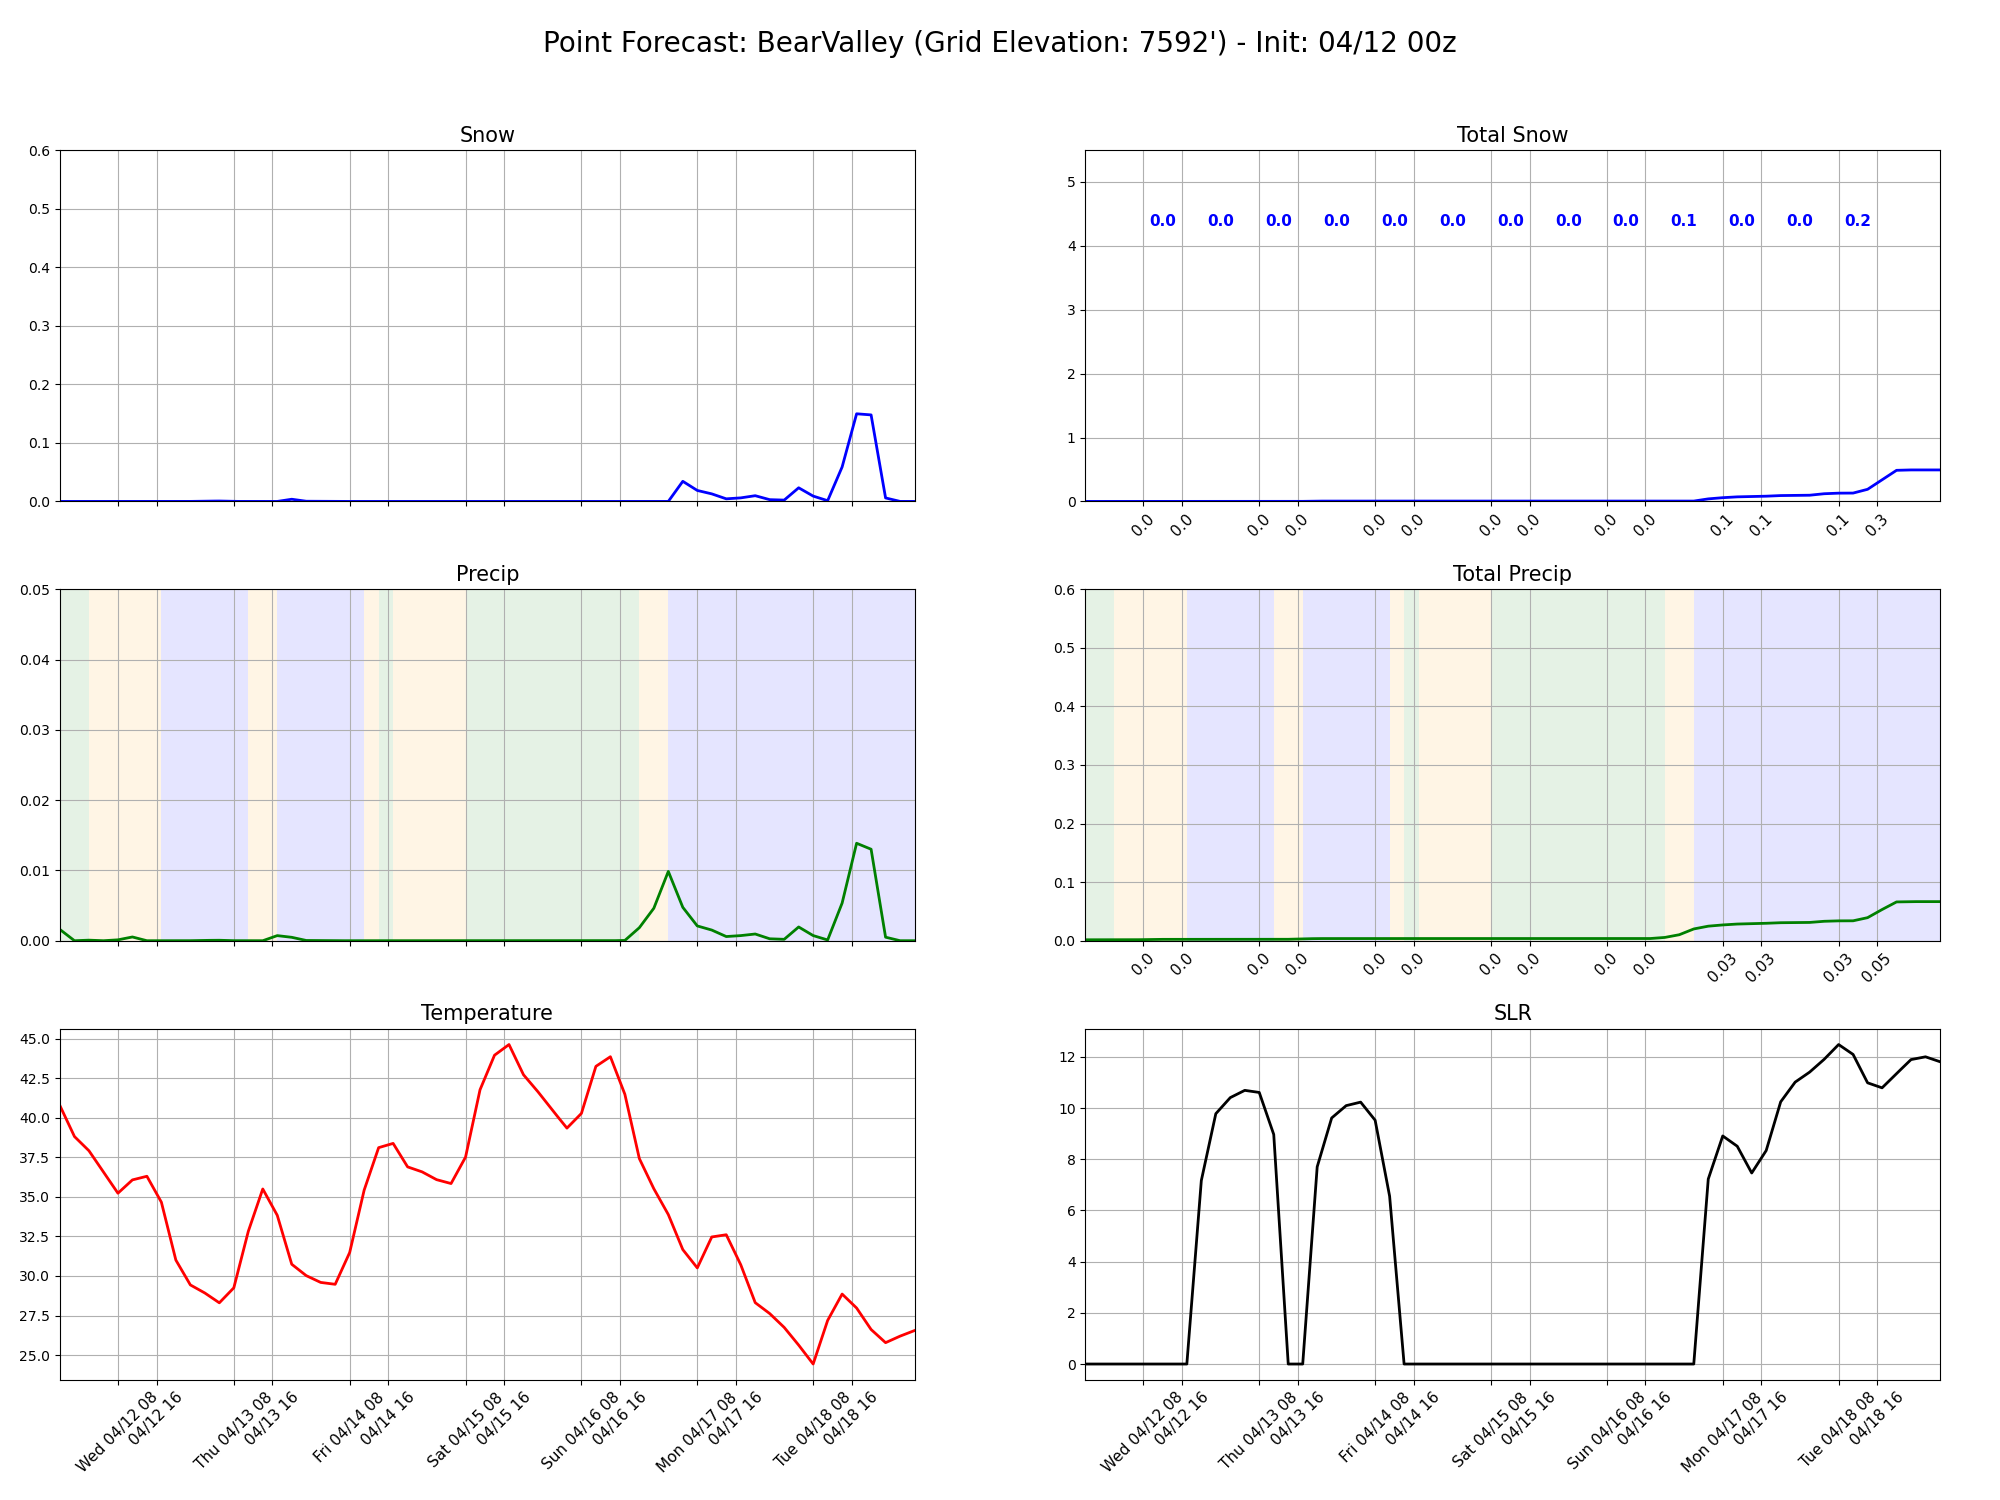 Point Forecast: BearValley (Grid Elevation: 7592') - Init: 04/12 00z
Snow
0.6
0.5
0.4
0.3
0.2
0.1
0.0
Total Snow
5
4
3
2
1
0
0.0 0.0 0.0 0.0 0.0 0.0 0.0 0.0 0.0 0.1 0.0 0.0 0.2
0.0 0.0 0.0 0.0 0.0 0.0 0.0 0.0 0.0 0.0 0.1 0.1 0.1 0.3
Precip
0.05
0.04
0.03
0.02
0.01
0.00
Total Precip
0.6
0.5
0.4
0.3
0.2
0.1
0.0
0.0 0.0 0.0 0.0 0.0 0.0 0.0 0.0 0.0 0.0 0.03 0.03 0.03 0.05
Temperature
45.0
42.5
40.0
37.5
35.0
32.5
30.0
27.5
25.0
Wed 04/12 08
04/12 16
Thu 04/13 08
04/13 16
Fri 04/14 08
04/14 16
Sat 04/15 08
04/15 16
Sun 04/16 08
04/16 16
Mon 04/17 08
04/17 16
Tue 04/18 08
04/18 16
SLR
12
10
8
6
4
2
0
Wed 04/12 08
04/12 16
Thu 04/13 08
04/13 16
Fri 04/14 08
04/14 16
Sat 04/15 08
04/15 16
Sun 04/16 08
04/16 16
Mon 04/17 08
04/17 16
Tue 04/18 08
04/18 16